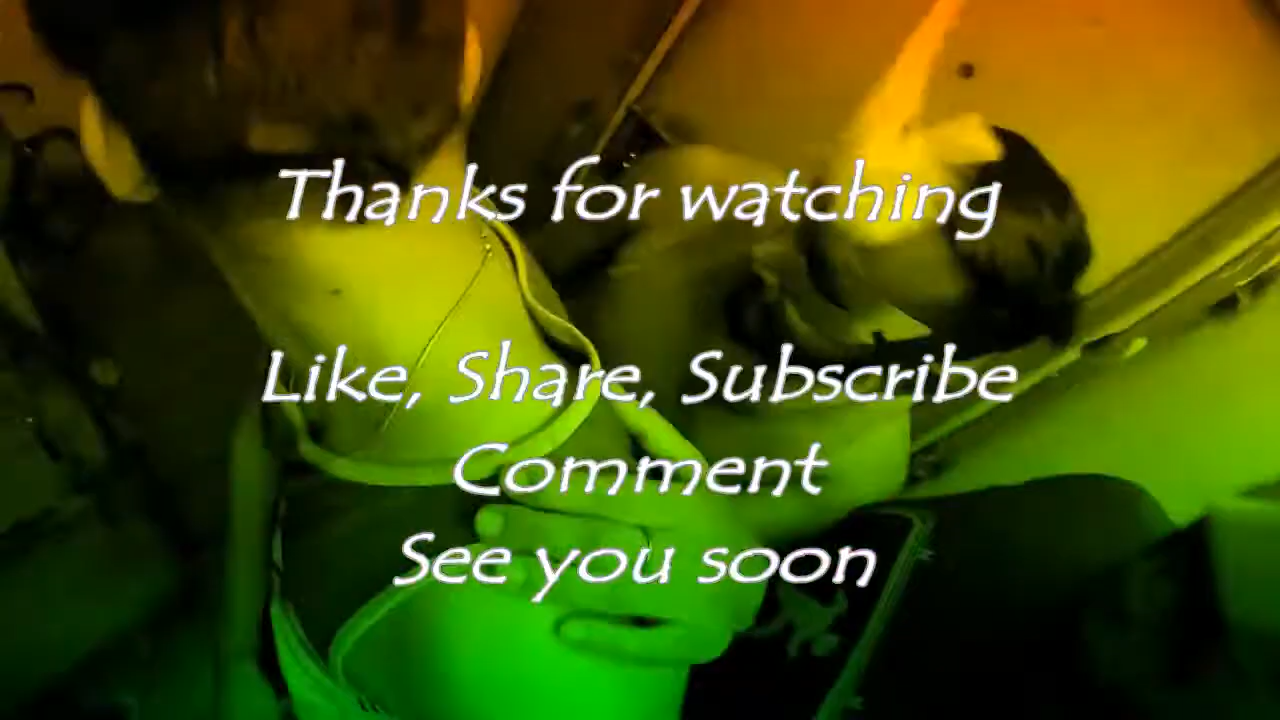 Thanks for watching
Like, Share, Subscribe
Comment
See you soon